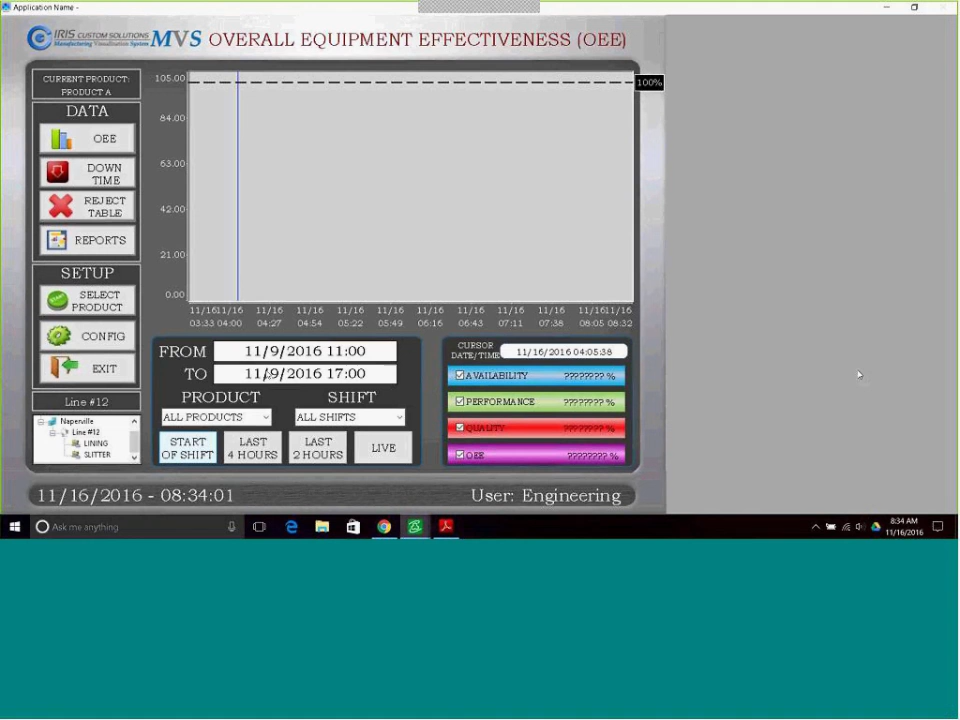 Application Name -
IRIS CUSTOM SOLUTIONS
Manufacturing Visualization System
MVS OVERALL EQUIPMENT EFFECTIVENESS (OEE)
CURRENT PRODUCT:
PRODUCT A
DATA
OEE
DOWN
TIME
REJECT
TABLE
REPORTS
SETUP
SELECT
PRODUCT
CONFIG
EXIT
Line #12
Naperville
Line #12
LINING
SLITTER
105.00
84.00
63.00
42.00
21.00
0.00
100%
11/16 11/16 11/16 11/16 11/16 11/16 11/16 11/16 11/16 11/16 11/16 11/16
03:33 04:00 04:27 04:54 05:22 05:49 06:16 06:43 07:11 07:38 08:05 08:32
FROM 11/9/2016 11:00
TO 11/9/2016 17:00
PRODUCT SHIFT
ALL PRODUCTS ALL SHIFTS
START
OF SHIFT
LAST
4 HOURS
LAST
2 HOURS
LIVE
CURSOR
DATE/TIME
11/16/2016 04:05:38
AVAILABILITY ???????? %
PERFORMANCE ???????? %
QUALITY ???????? %
OEE ???????? %
11/16/2016 - 08:34:01
User: Engineering
Ask me anything
8:34 AM
11/16/2016